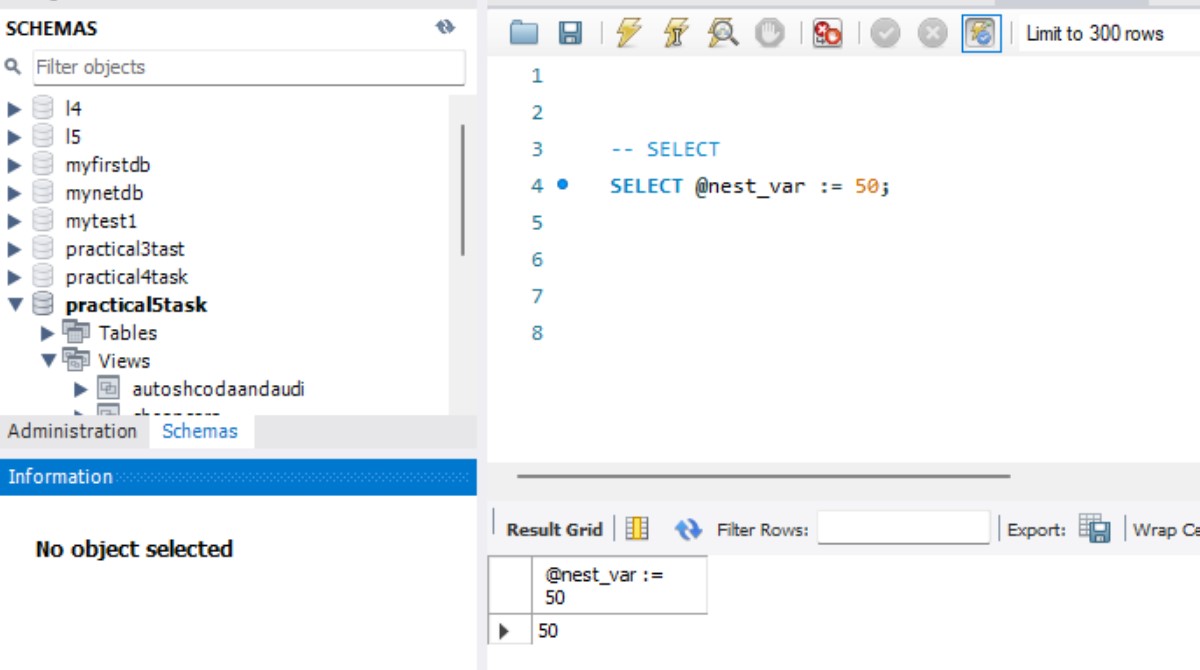 SCHEMAS
Filter objects
l4
l5
myfirstdb
mynetdb
mytest1
practical3tast
practical4task
practical5task
Tables
Views
autoshcodaandaudi
Administration
Schemas
Information
No object selected
Limit to 300 rows
1
2
3 -- SELECT
4 SELECT @nest_var := 50;
5
6
7
8
Result Grid
Filter Rows:
Export:
Wrap Ce
@nest_var :=
50
50